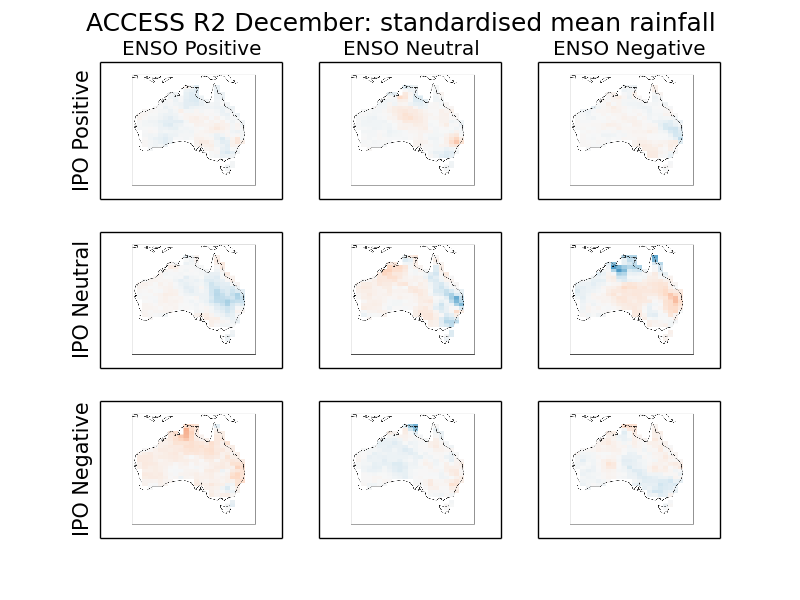 ACCESS R2 December: standardised mean rainfall
ENSO Positive
ENSO Neutral
ENSO Negative
IPO Positive
IPO Neutral
IPO Negative